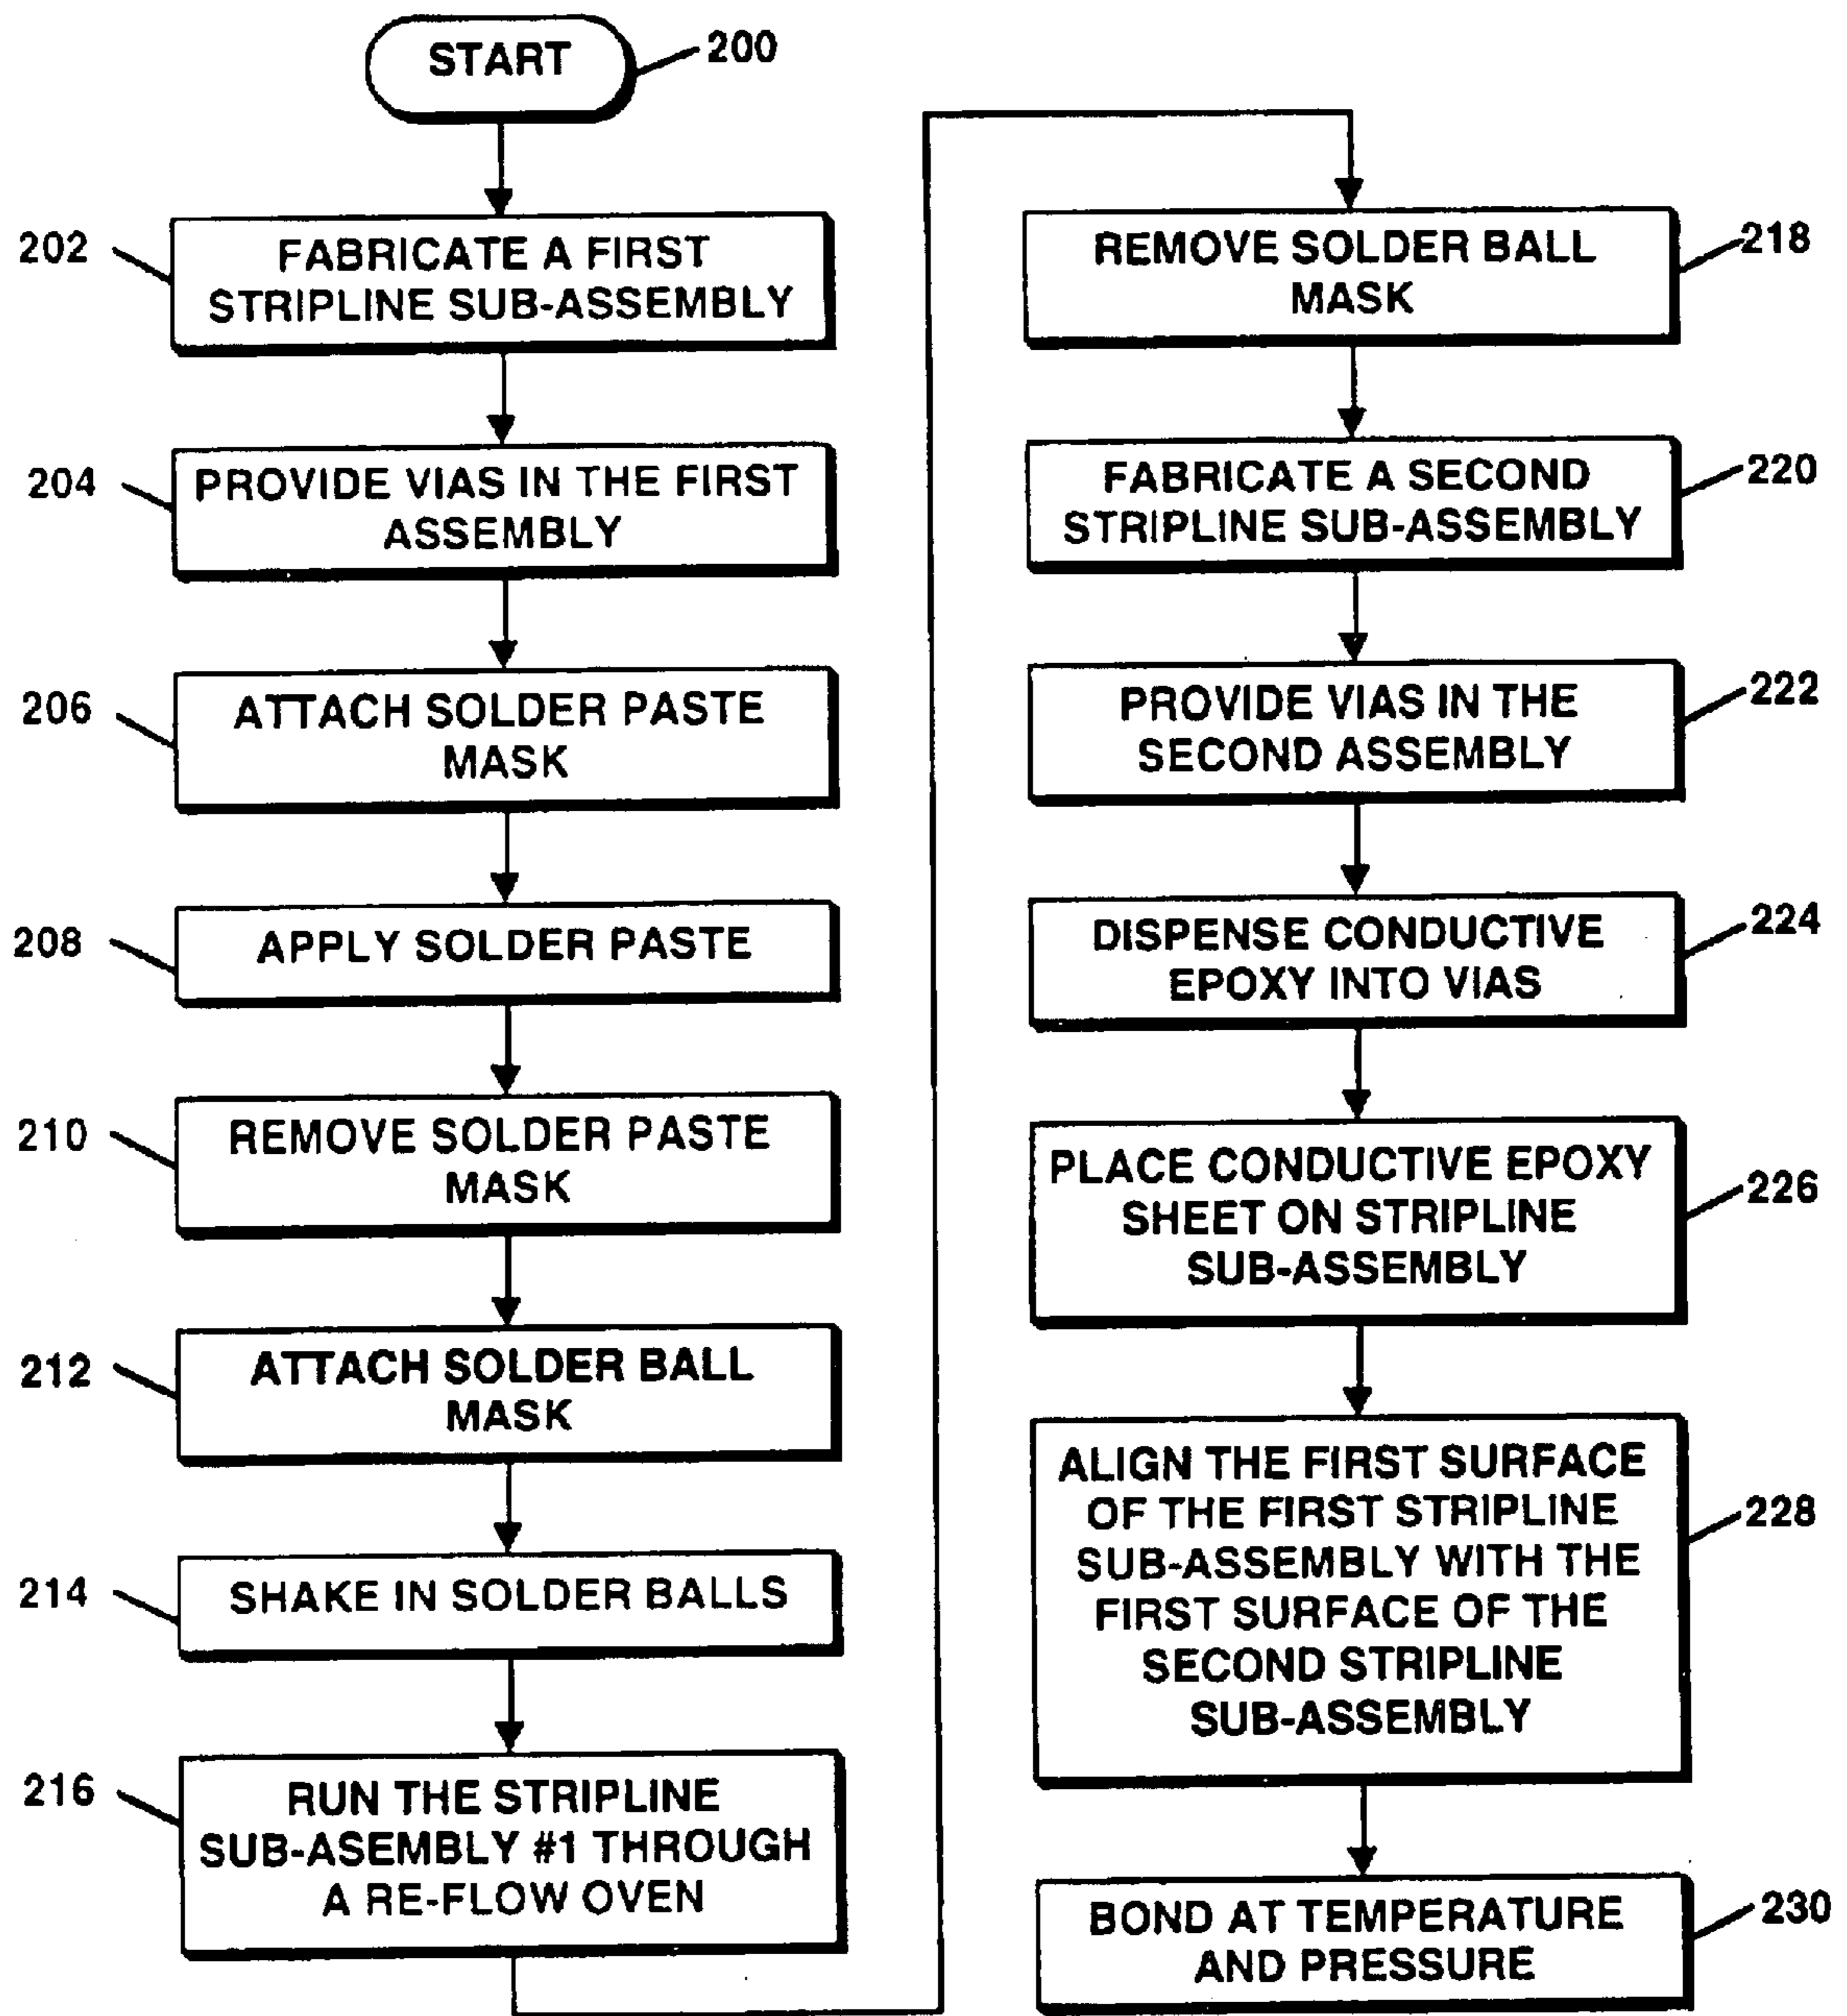 START
200
202
FABRICATE A FIRST
STRIPLINE SUB-ASSEMBLY
204
PROVIDE VIAS IN THE FIRST
ASSEMBLY
206
ATTACH SOLDER PASTE
MASK
208
APPLY SOLDER PASTE
210
REMOVE SOLDER PASTE
MASK
212
ATTACH SOLDER BALL
MASK
214
SHAKE IN SOLDER BALLS
216
RUN THE STRIPLINE
SUB-ASEMBLY #1 THROUGH
A RE-FLOW OVEN
REMOVE SOLDER BALL
MASK
218
FABRICATE A SECOND
STRIPLINE SUB-ASSEMBLY
220
PROVIDE VIAS IN THE
SECOND ASSEMBLY
222
DISPENSE CONDUCTIVE
EPOXY INTO VIAS
224
PLACE CONDUCTIVE EPOXY
SHEET ON STRIPLINE
SUB-ASSEMBLY
226
ALIGN THE FIRST SURFACE
OF THE FIRST STRIPLINE
SUB-ASSEMBLY WITH THE
FIRST SURFACE OF THE
SECOND STRIPLINE
SUB-ASSEMBLY
228
BOND AT TEMPERATURE
AND PRESSURE
230